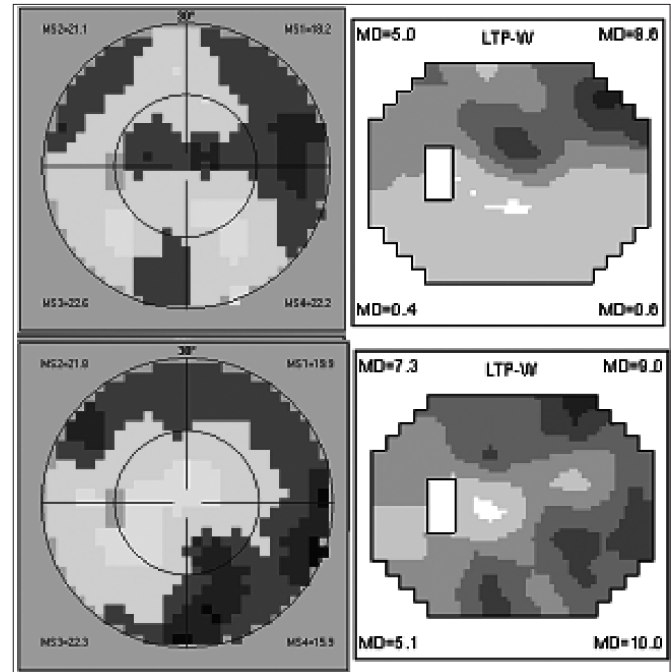 30°
MS2=21.1 MS1=18.2
MS3=22.6 MS4=22.2
MD=5.0 LTP-W MD=8.6
MD=0.4 MD=0.6
30°
MS2=21.8 MS1=19.9
MS3=22.3 MS4=15.9
MD=7.3 LTP-W MD=9.0
MD=5.1 MD=10.0